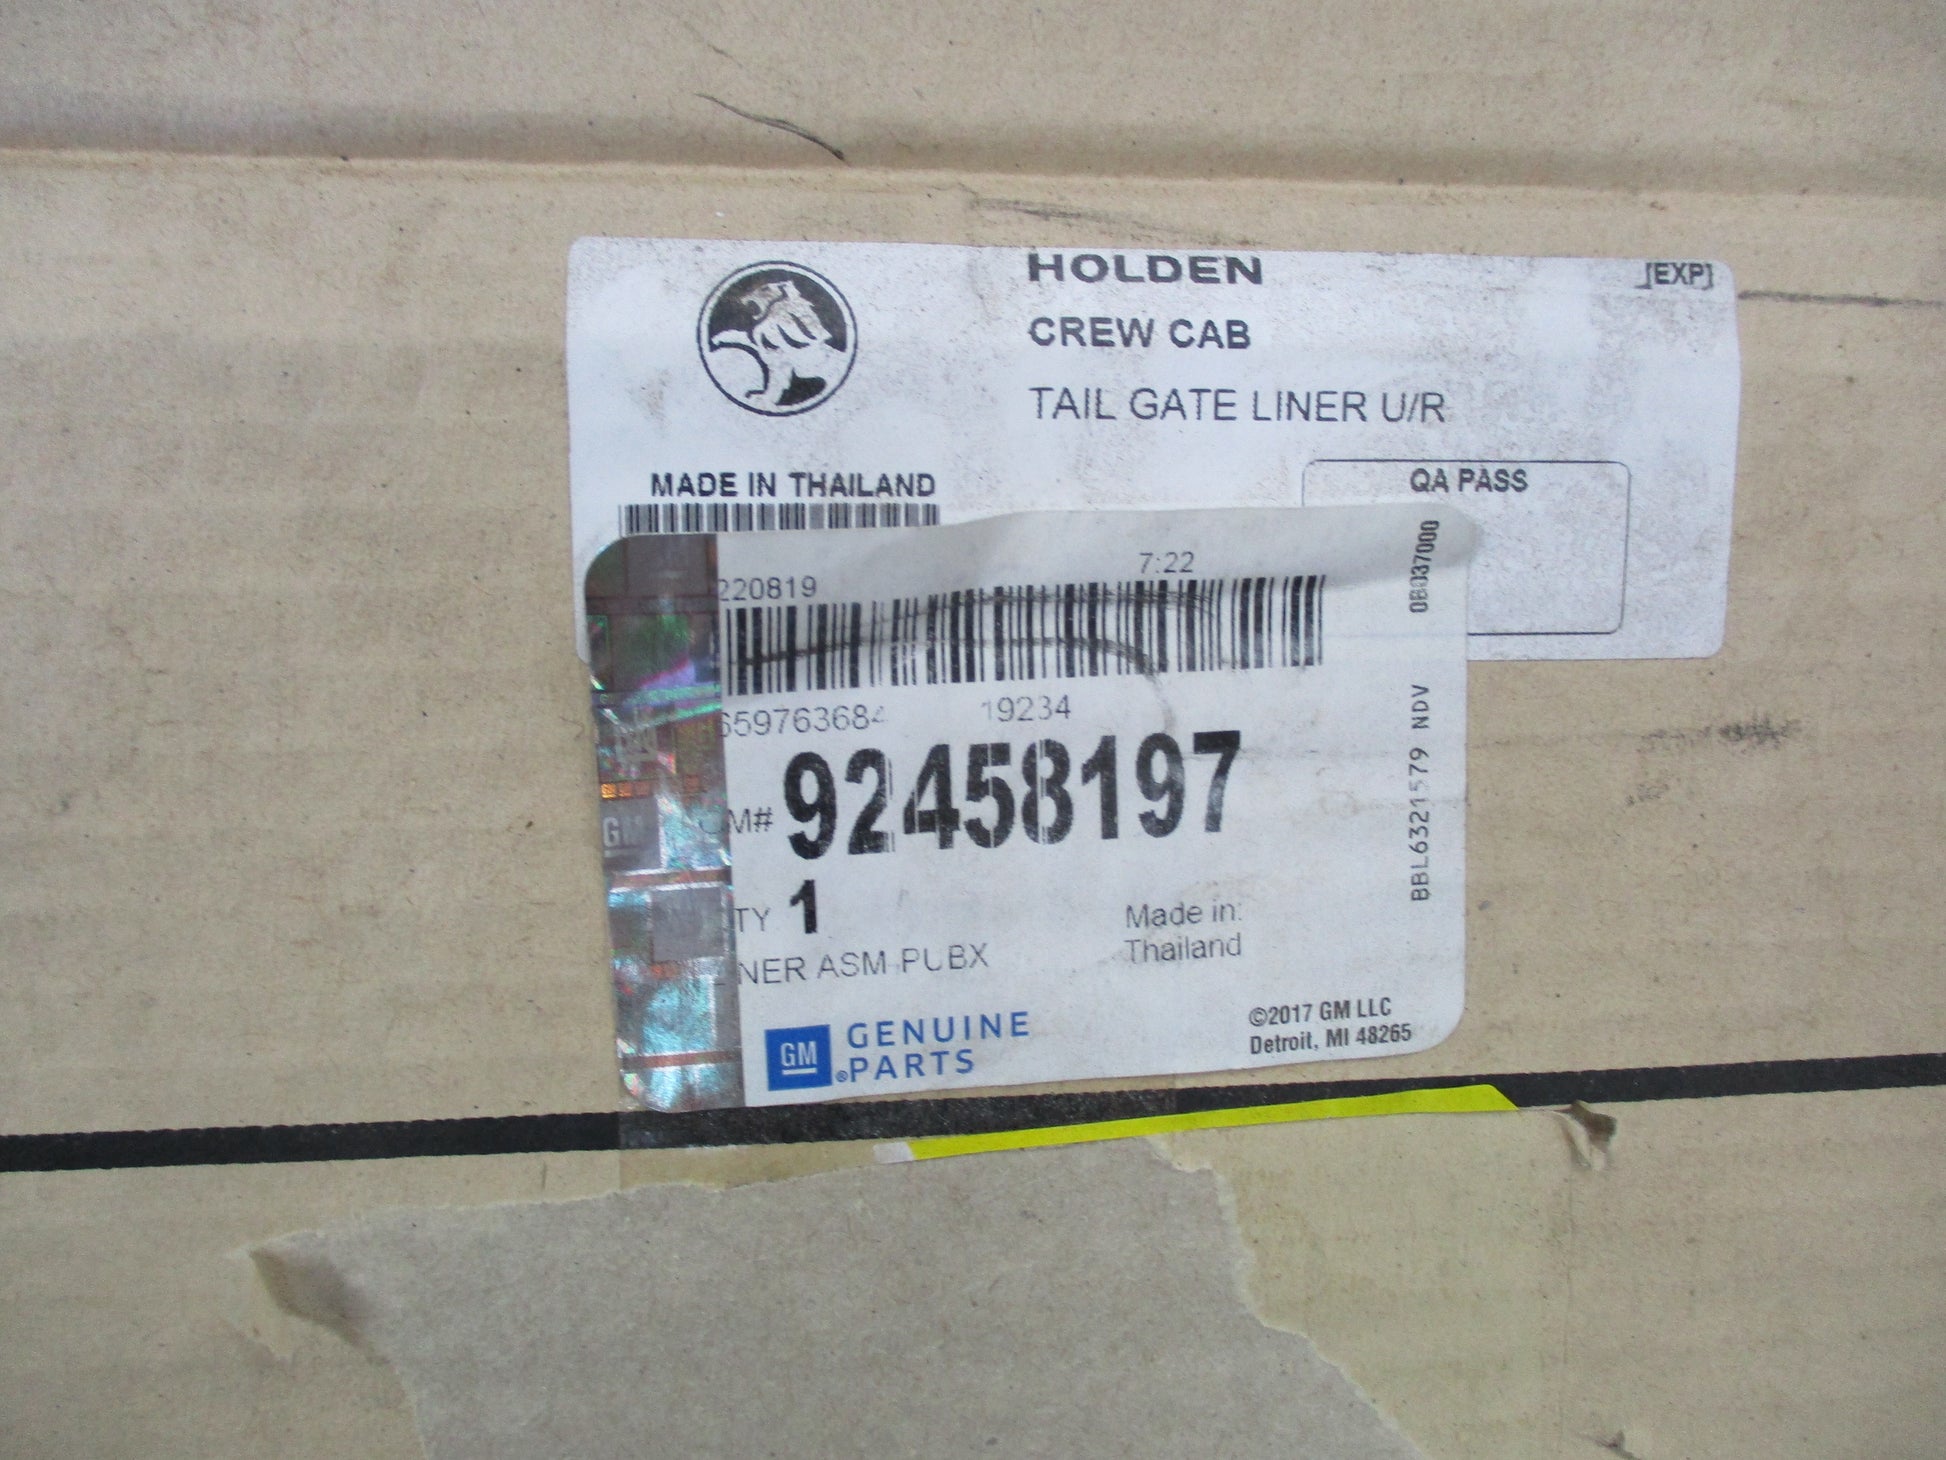 HOLDEN
[EXP]
CREW CAB
TAIL GATE LINER U/R
MADE IN THAILAND
QA PASS
220819
7:22
0B037000
19234
BBL6321579 NDV
92458197
TY 1
Made in:
Thailand
NER ASM-PUBX
GM GENUINE
PARTS
©2017 GM LLC
Detroit, MI 48265